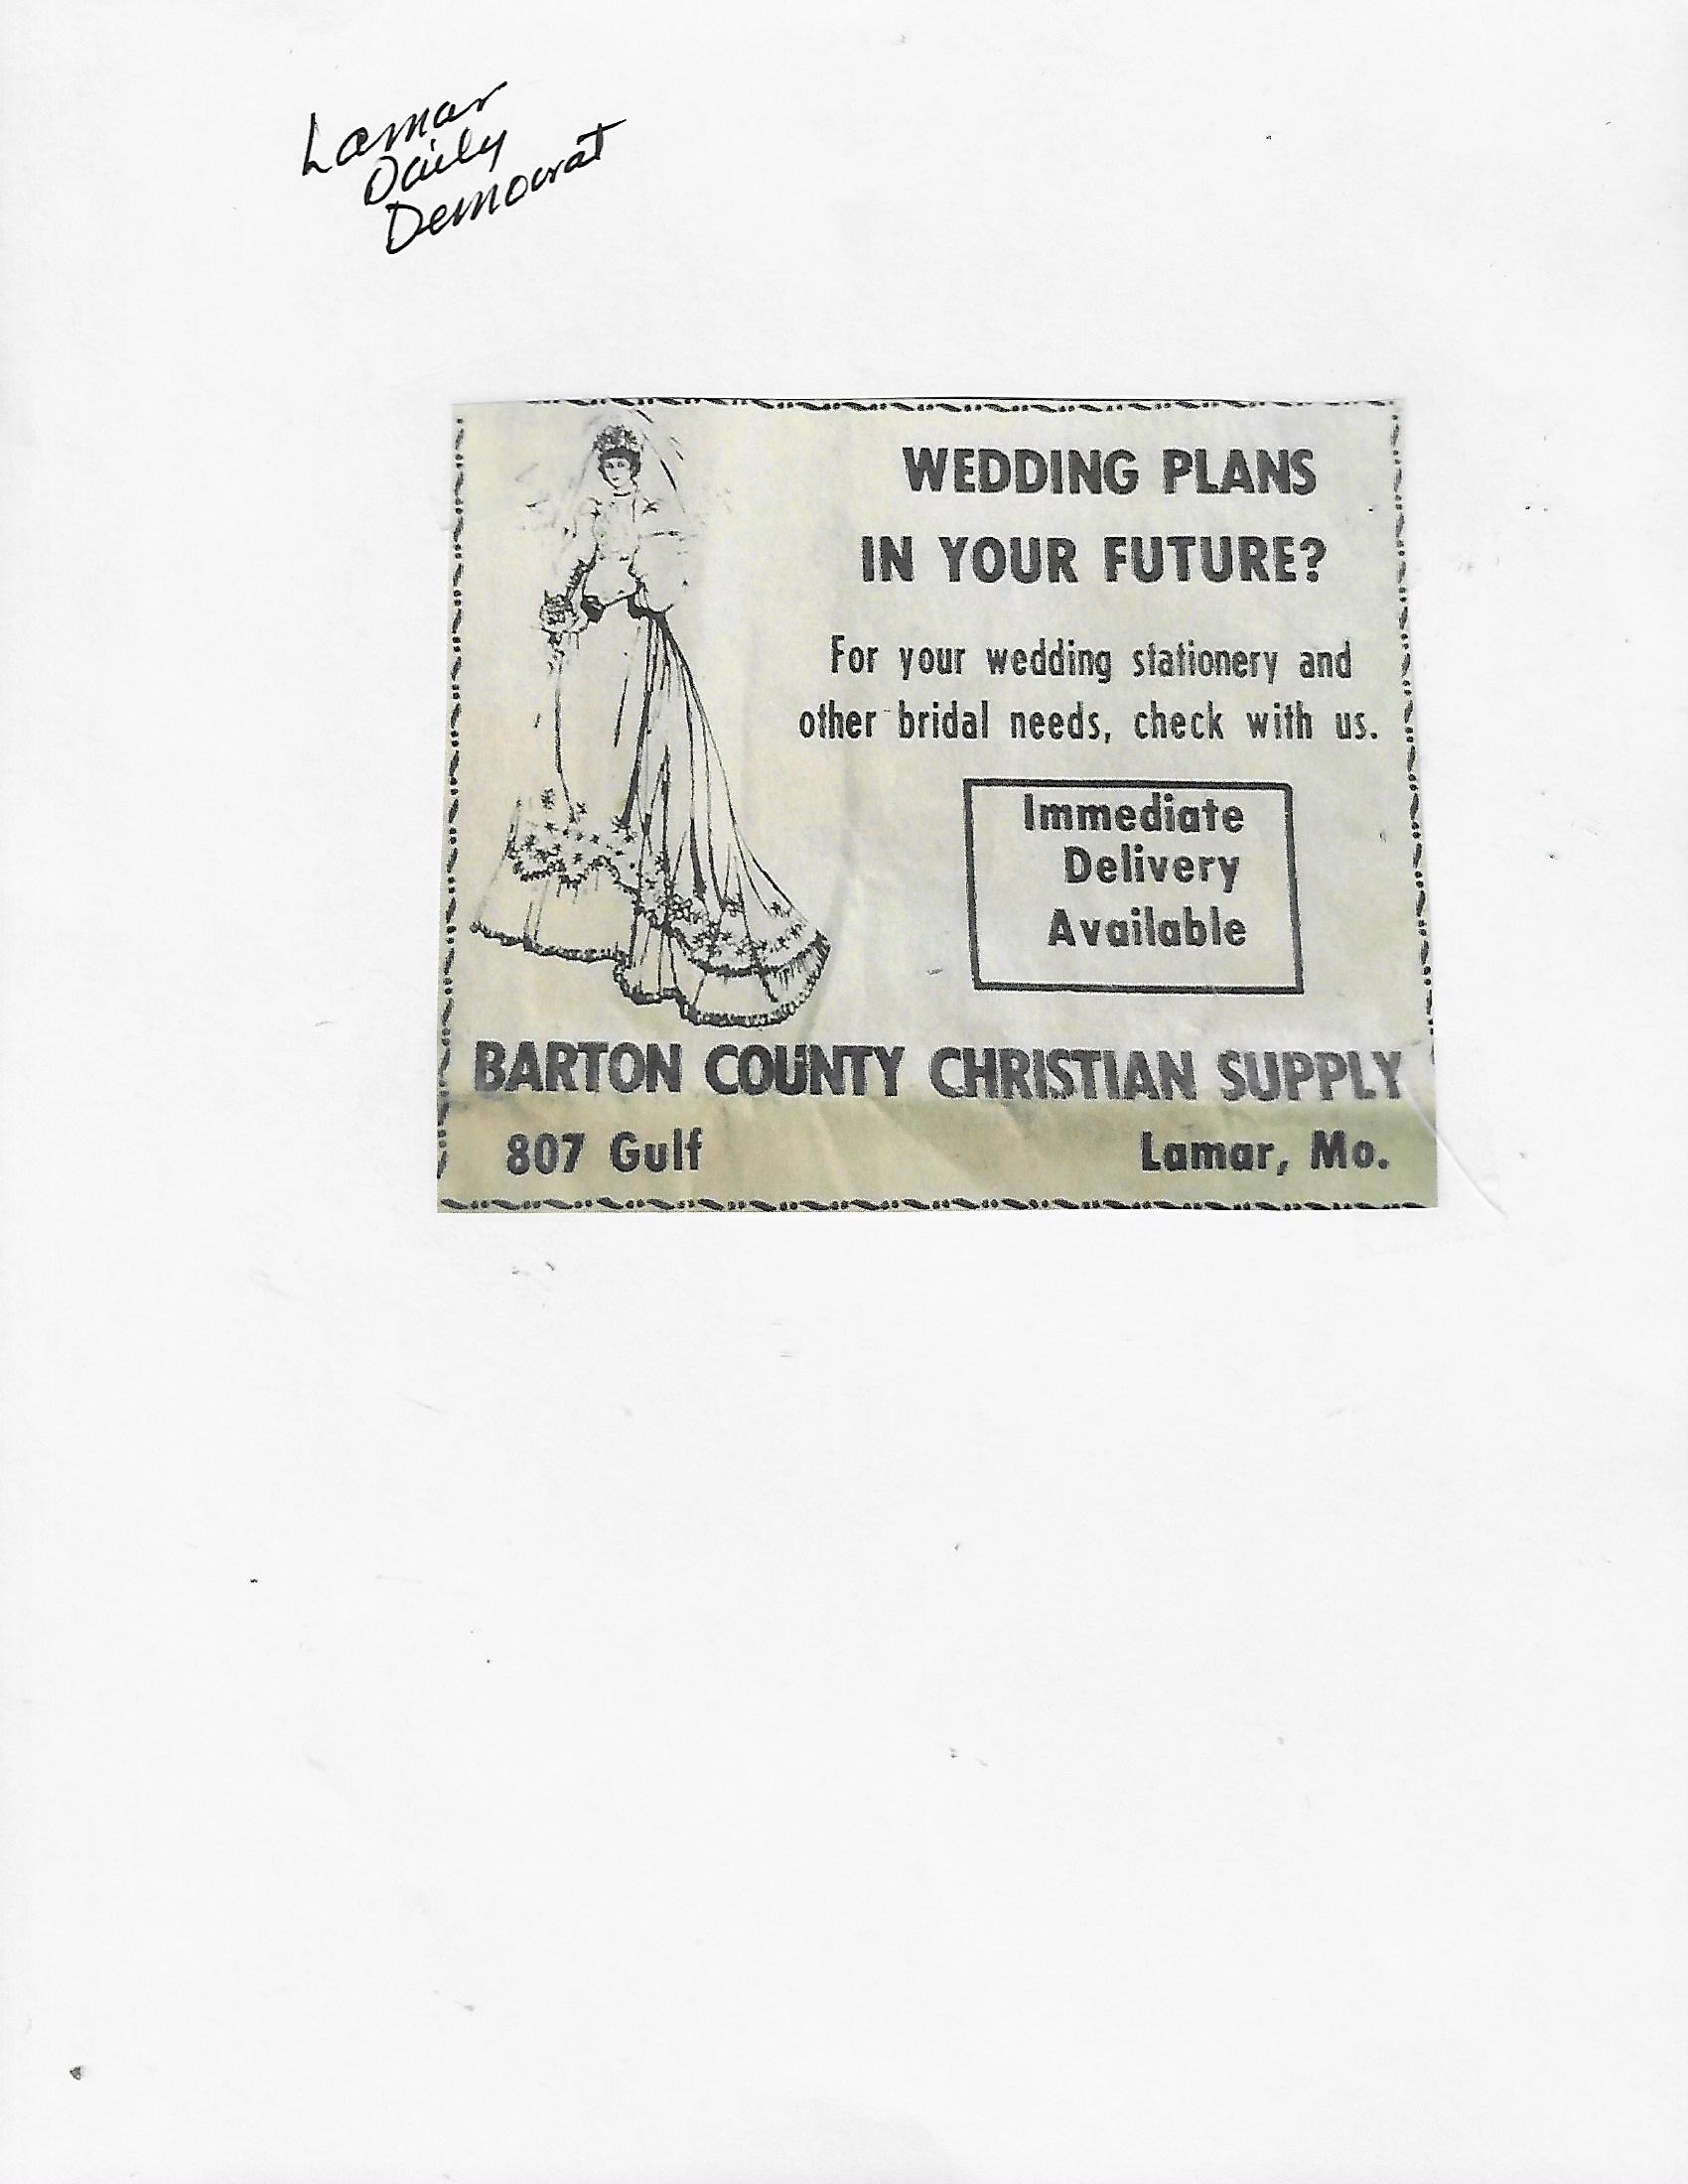 Lamar
Daily
Democrat
WEDDING PLANS
IN YOUR FUTURE?
For your wedding stationery and
other bridal needs, check with us.
Immediate
Delivery
Available
BARTON COUNTY CHRISTIAN SUPPLY
807 Gulf Lamar, Mo.